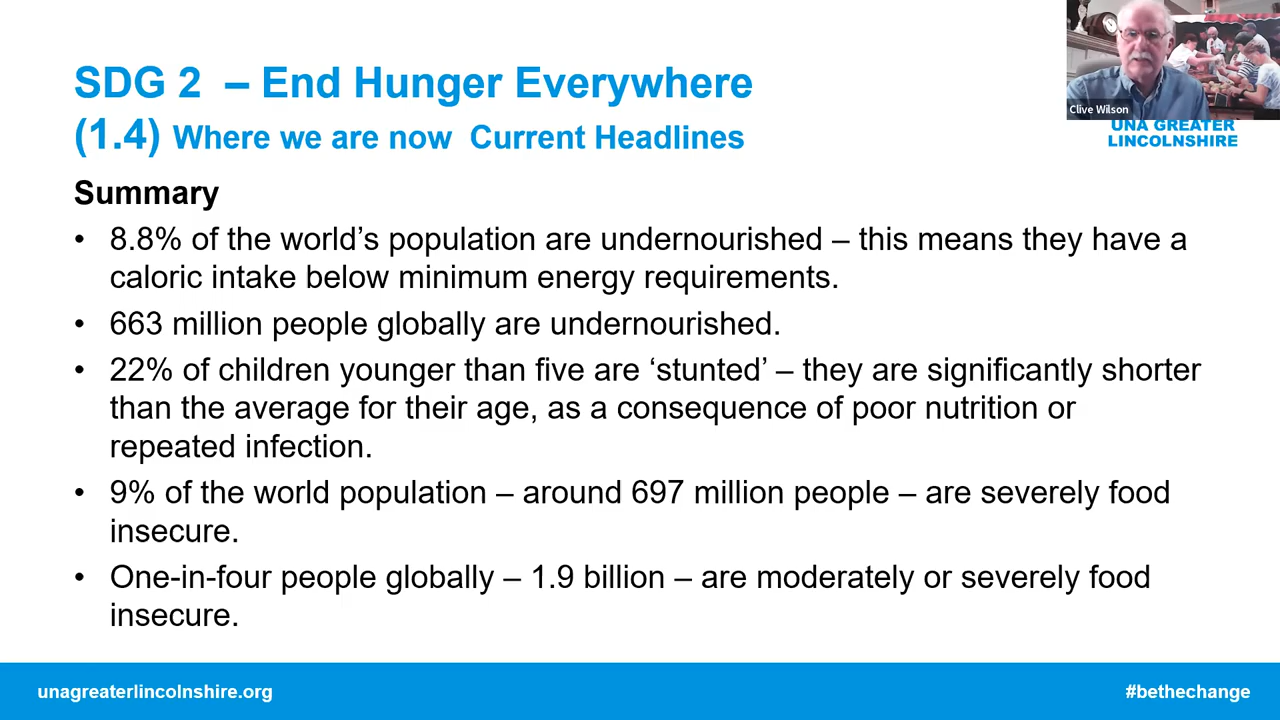 Clive Wilson
SDG 2 – End Hunger Everywhere
UNA GREATER
LINCOLNSHIRE
(1.4) Where we are now Current Headlines
Summary
• 8.8% of the world’s population are undernourished – this means they have a
caloric intake below minimum energy requirements.
• 663 million people globally are undernourished.
• 22% of children younger than five are ‘stunted’ – they are significantly shorter
than the average for their age, as a consequence of poor nutrition or
repeated infection.
• 9% of the world population – around 697 million people – are severely food
insecure.
• One-in-four people globally – 1.9 billion – are moderately or severely food
insecure.
unagreaterlincolnshire.org
#bethechange